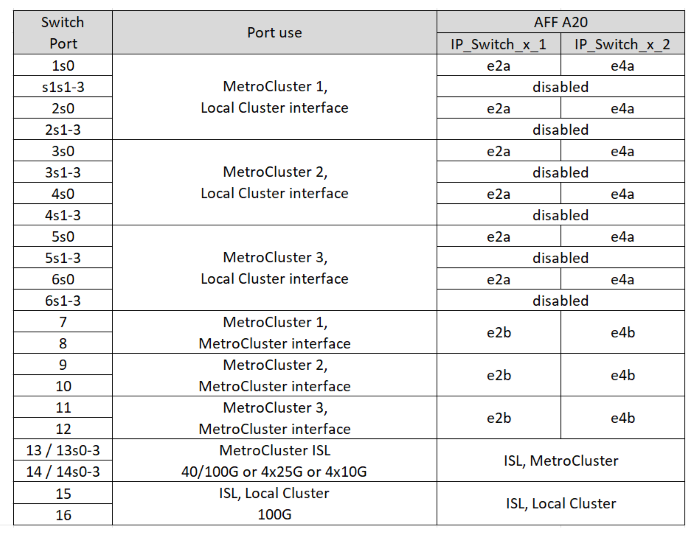 Switch Port Port use AFF A20
IP_Switch_x_1 IP_Switch_x_2
1s0 MetroCluster 1, Local Cluster interface e2a e4a
s1s1-3 disabled
2s0 e2a e4a
2s1-3 disabled
3s0 MetroCluster 2, Local Cluster interface e2a e4a
3s1-3 disabled
4s0 e2a e4a
4s1-3 disabled
5s0 MetroCluster 3, Local Cluster interface e2a e4a
5s1-3 disabled
6s0 e2a e4a
6s1-3 disabled
7 MetroCluster 1, e2b e4b
8 MetroCluster interface
9 MetroCluster 2, e2b e4b
10 MetroCluster interface
11 MetroCluster 3, e2b e4b
12 MetroCluster interface
13 / 13s0-3 MetroCluster ISL ISL, MetroCluster
14 / 14s0-3 40/100G or 4x25G or 4x10G
15 ISL, Local Cluster ISL, Local Cluster
16 100G